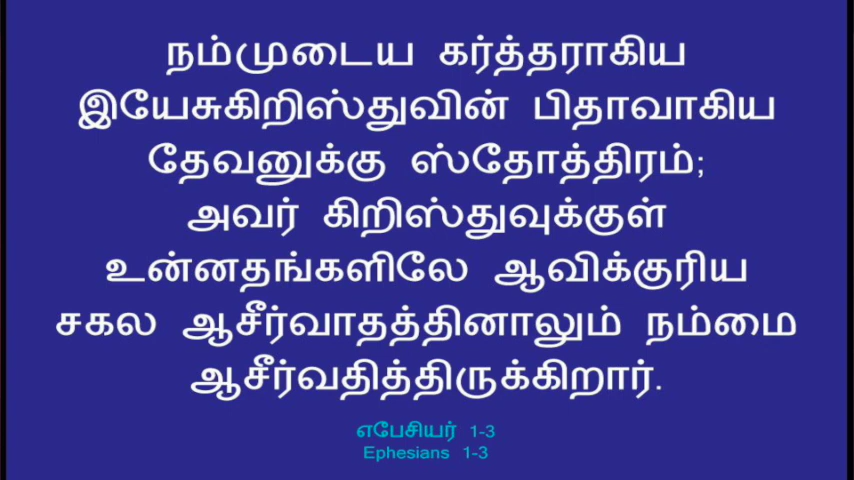 நம்முடைய கர்த்தராகிய
இயேசுகிறிஸ்துவின் பிதாவாகிய
தேவனுக்கு ஸ்தோத்திரம்;
அவர் கிறிஸ்துவுக்குள்
உன்னதங்களிலே ஆவிக்குரிய
சகல ஆசீர்வாதத்தினாலும் நம்மை
ஆசீர்வதித்திருக்கிறார்.
எபேசியர் 1-3
Ephesians 1-3